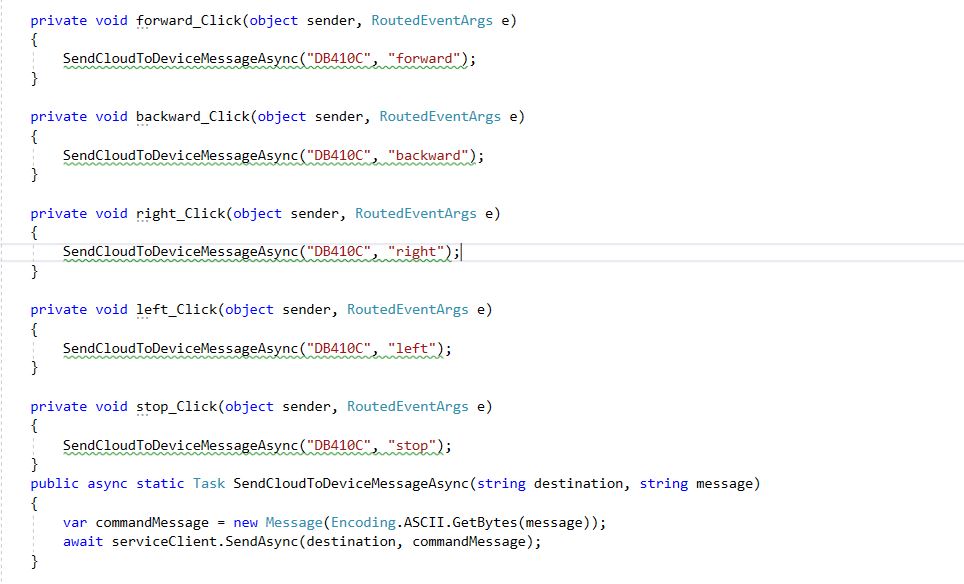 private void forward_Click(object sender, RoutedEventArgs e)
{
    SendCloudToDeviceMessageAsync("DB410C", "forward");
}

private void backward_Click(object sender, RoutedEventArgs e)
{
    SendCloudToDeviceMessageAsync("DB410C", "backward");
}

private void right_Click(object sender, RoutedEventArgs e)
{
    SendCloudToDeviceMessageAsync("DB410C", "right");
}

private void left_Click(object sender, RoutedEventArgs e)
{
    SendCloudToDeviceMessageAsync("DB410C", "left");
}

private void stop_Click(object sender, RoutedEventArgs e)
{
    SendCloudToDeviceMessageAsync("DB410C", "stop");
}
public async static Task SendCloudToDeviceMessageAsync(string destination, string message)
{
    var commandMessage = new Message(Encoding.ASCII.GetBytes(message));
    await serviceClient.SendAsync(destination, commandMessage);
}